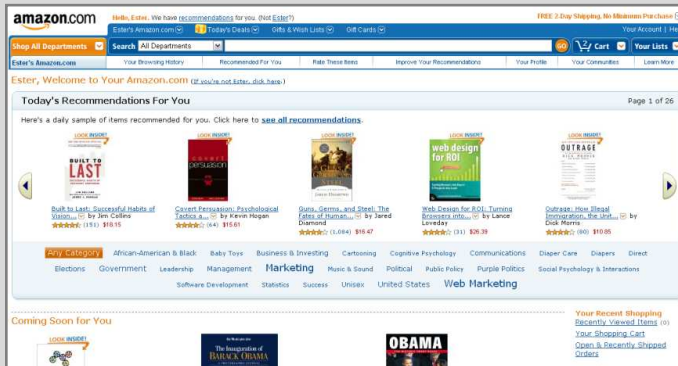 amazon.com
Hello, Ester. We have recommendations for you. (Not Ester?)
FREE 2-Day Shipping, No Minimum Purchase
Ester's Amazon.com
Today's Deals
Gifts & Wish Lists
Gift Cards
Your Account | He
Shop All Departments
Search All Departments
GO
Cart
Your Lists
Ester's Amazon.com
Your Browsing History
Recommended For You
Rate These Items
Improve Your Recommendations
Your Profile
Your Communities
Learn More
Ester, Welcome to Your Amazon.com (If you're not Ester, click here.)
Today's Recommendations For You
Page 1 of 26
Here's a daily sample of items recommended for you. Click here to see all recommendations.
LOOK INSIDE!
BUILT TO
LAST
Built to Last: Successful Habits of
Vision... by Jim Collins
(151) $18.15
LOOK INSIDE!
covert
persuasion
Covert Persuasion: Psychological
Tactics a... by Kevin Hogan
(64) $15.61
LOOK INSIDE!
Guns, Germs, and Steel: The
Fates of Human... by Jared
Diamond
(1,084) $16.47
LOOK INSIDE!
web design
for ROI
Web Design for ROI: Turning
Browsers into... by Lance
Loveday
(31) $26.39
LOOK INSIDE!
OUTRAGE
Outrage: How Illegal
Immigration, the Unit... by
Dick Morris
(60) $10.85
Any Category African-American & Black Baby Toys Business & Investing Cartooning Cognitive Psychology Communications Diaper Care Diapers Direct
Elections Government Leadership Management Marketing Music & Sound Political Public Policy Purple Politics Social Psychology & Interactions
Software Development Statistics Success Unisex United States Web Marketing
Coming Soon for You
LOOK INSIDE!
The Inauguration of
BARACK OBAMA
OBAMA
Your Recent Shopping
Recently Viewed Items (0)
Your Shopping Cart
Open & Recently Shipped
Orders